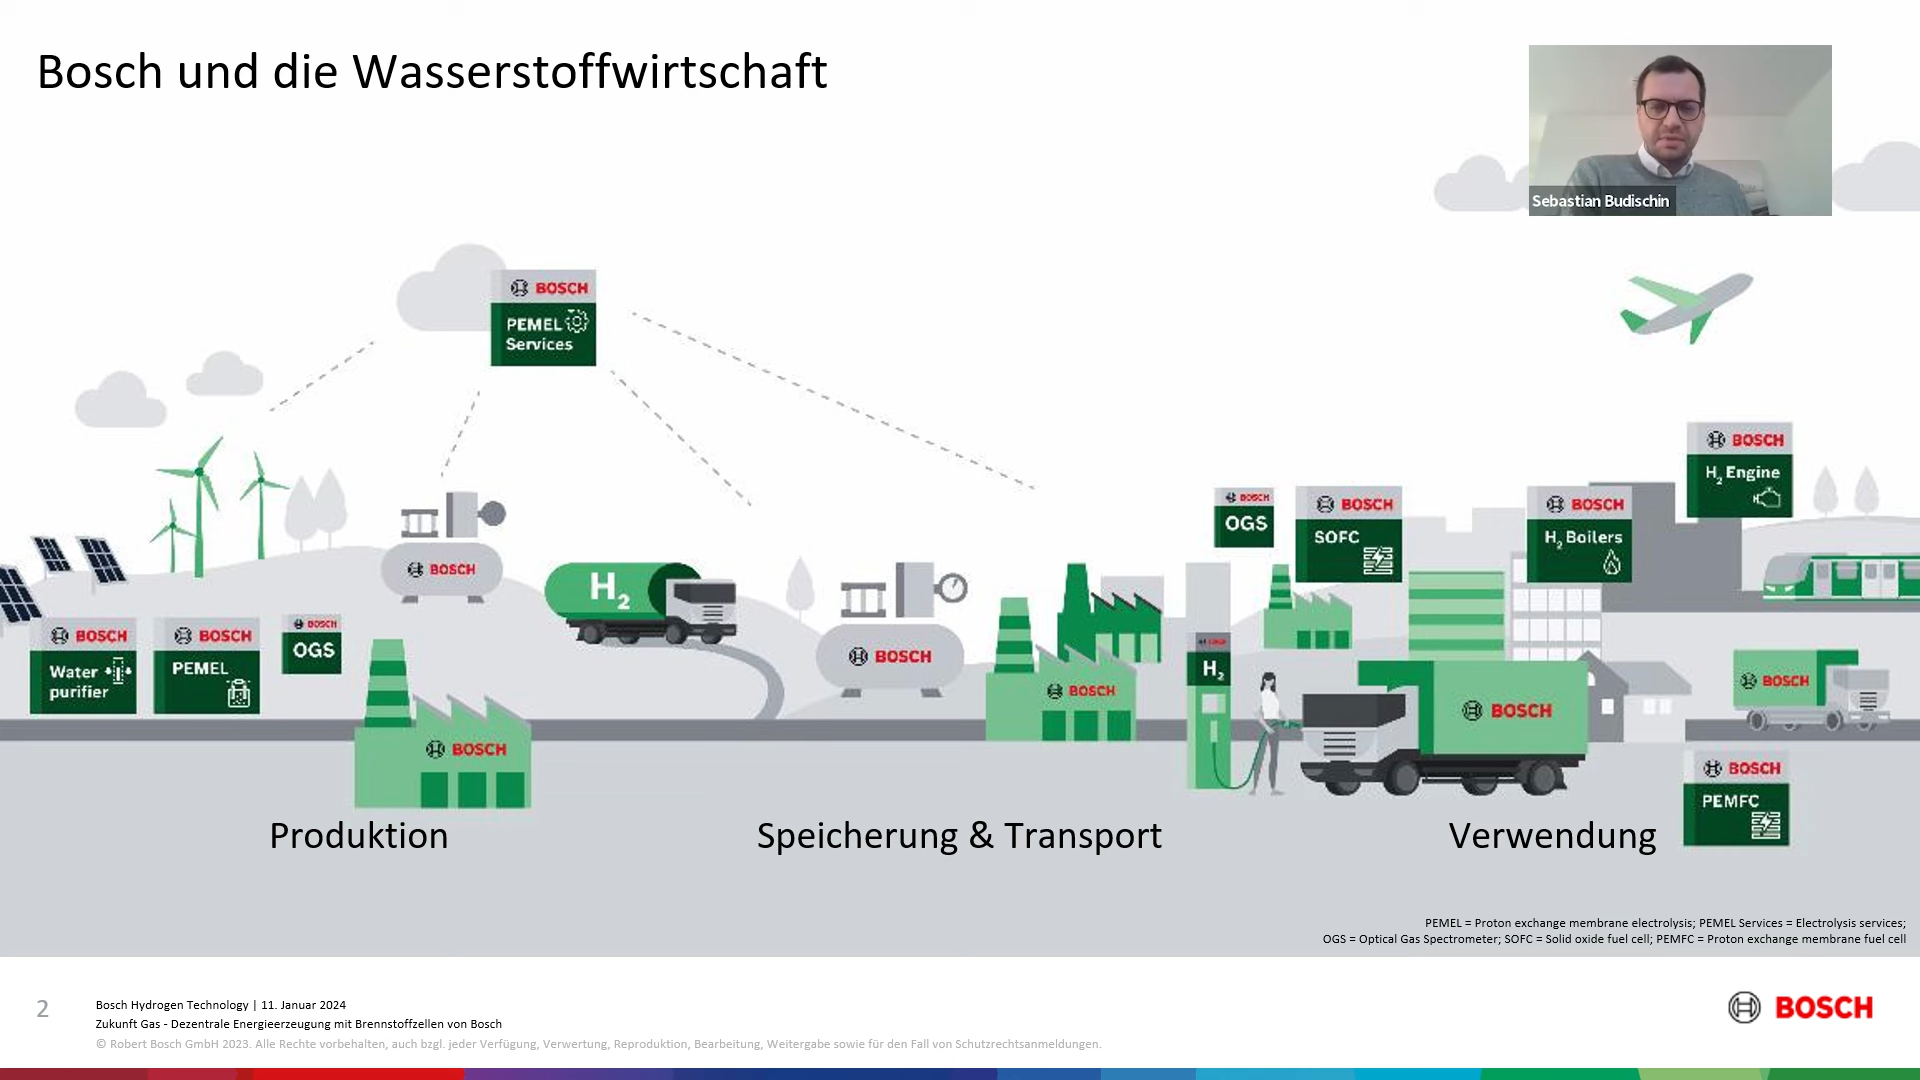 Bosch und die Wasserstoffwirtschaft
Sebastian Budischin
BOSCH
PEMEL
Services
BOSCH
H2 Engine
BOSCH
OGS
BOSCH
SOFC
BOSCH
H2 Boilers
BOSCH
H2
BOSCH
Water
purifier
BOSCH
PEMEL
BOSCH
OGS
BOSCH
BOSCH
BOSCH
H2
BOSCH
BOSCH
BOSCH
PEMFC
Produktion
Speicherung & Transport
Verwendung
PEMEL = Proton exchange membrane electrolysis; PEMEL Services = Electrolysis services;
OGS = Optical Gas Spectrometer; SOFC = Solid oxide fuel cell; PEMFC = Proton exchange membrane fuel cell
2
Bosch Hydrogen Technology | 11. Januar 2024
Zukunft Gas - Dezentrale Energieerzeugung mit Brennstoffzellen von Bosch
© Robert Bosch GmbH 2023. Alle Rechte vorbehalten, auch bzgl. jeder Verfügung, Verwertung, Reproduktion, Bearbeitung, Weitergabe sowie für den Fall von Schutzrechtsanmeldungen.
BOSCH